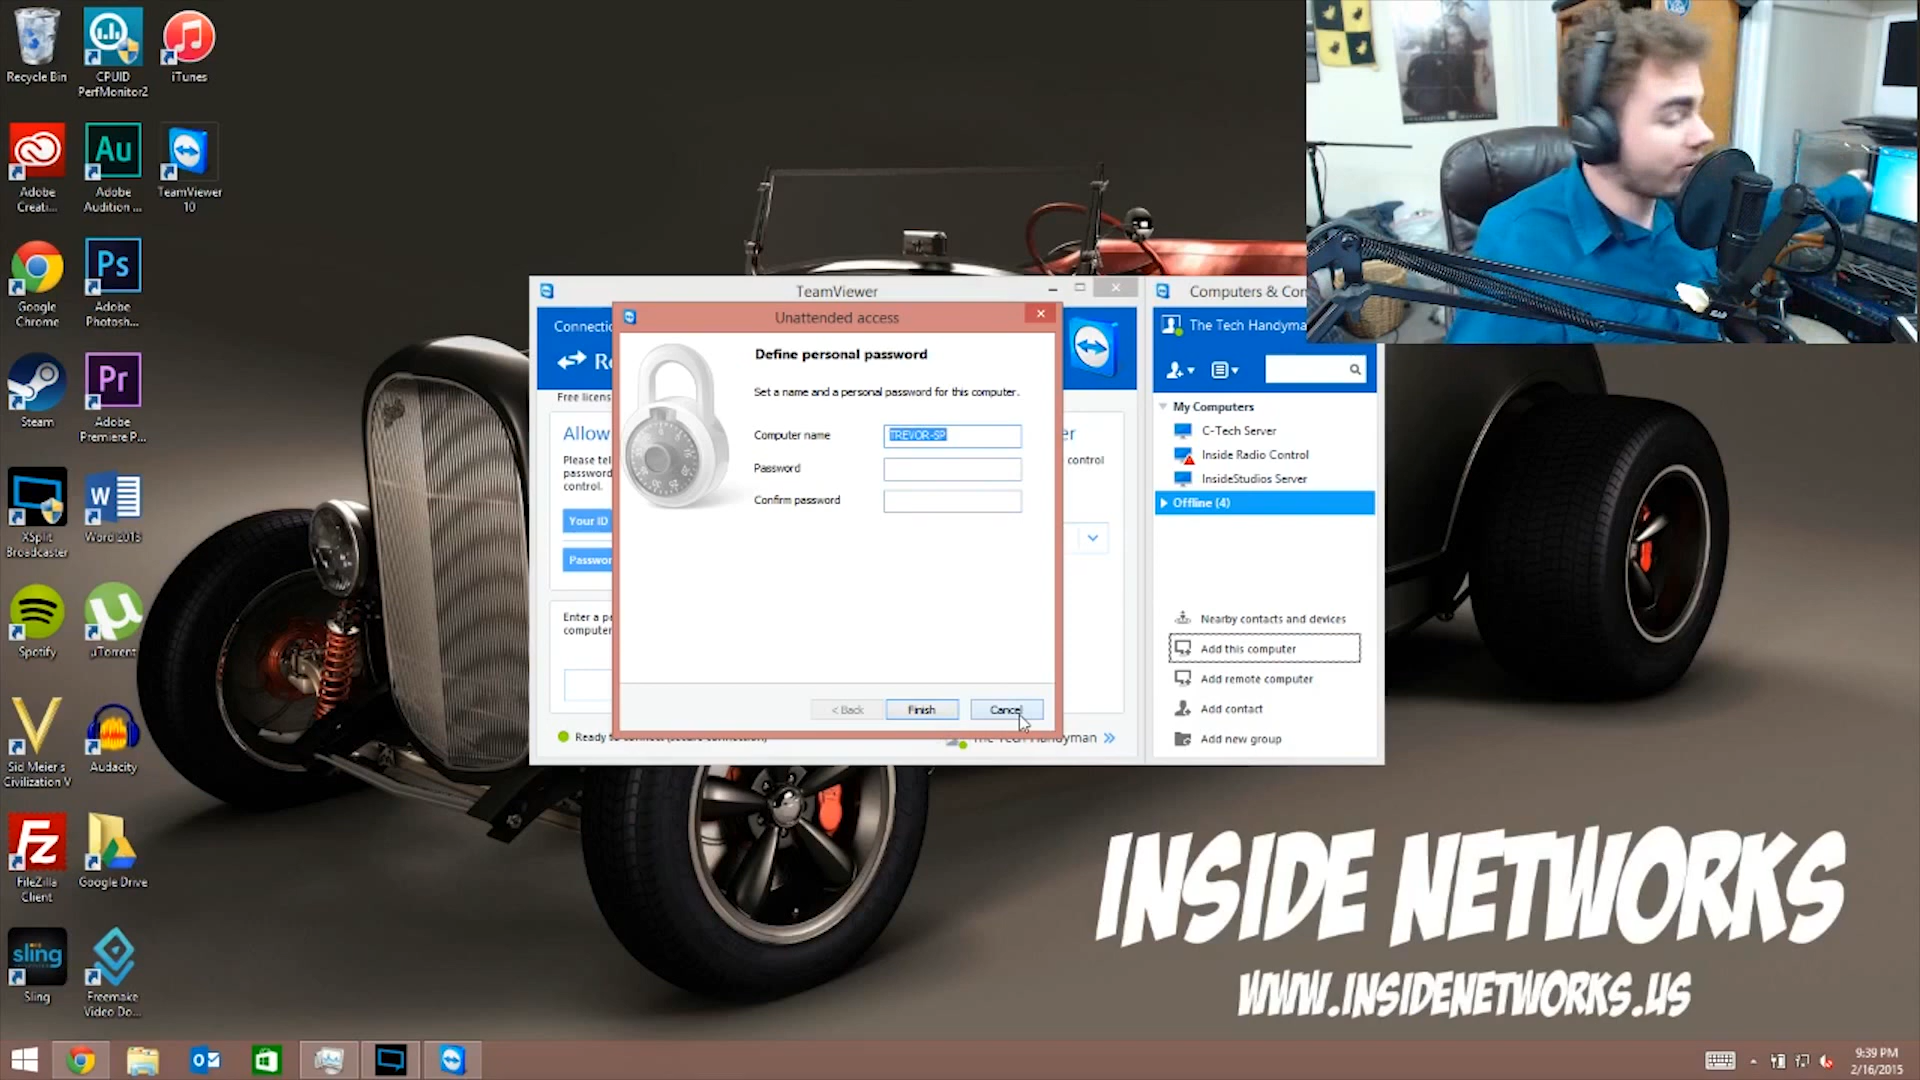 Recycle Bin
CPUID
PerfMonitor2
iTunes
Adobe
Creati...
Adobe
Audition ...
TeamViewer
10
Google
Chrome
Adobe
Photosh...
Steam
Adobe
Premiere P...
XSplit
Broadcaster
Word 2013
Spotify
µTorrent
Sid Meier's
Civilization V
Audacity
FileZilla
Client
Google Drive
sling
Sling
Freemake
Video Do...
TeamViewer
Free licens
Allow
Please tel
password
control.
Your ID
Passwor
Enter a p
computer
control
Ready to connect (secure connection)
The Tech Handyman
Unattended access
Define personal password
Set a name and a personal password for this computer.
Computer name
TREVOR-SP
Password
Confirm password
< Back
Finish
Cancel
Computers & Con
The Tech Handyma
My Computers
C-Tech Server
Inside Radio Control
InsideStudios Server
Offline (4)
Nearby contacts and devices
Add this computer
Add remote computer
Add contact
Add new group
INSIDE NETWORKS
WWW.INSIDENETWORKS.US
9:39 PM
2/16/2015